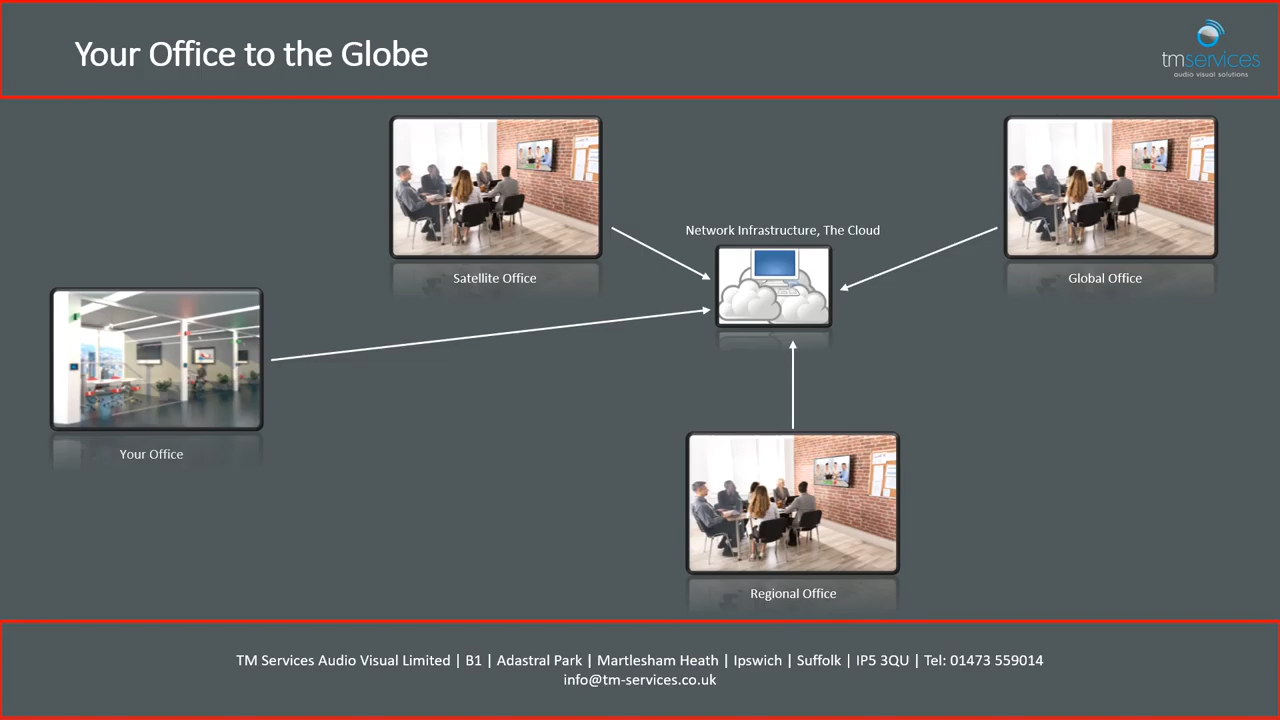 Your Office to the Globe
tmservices
audio visual solutions
Network Infrastructure, The Cloud
Satellite Office
Global Office
Your Office
Regional Office
TM Services Audio Visual Limited | B1 | Adastral Park | Martlesham Heath | Ipswich | Suffolk | IP5 3QU | Tel: 01473 559014
info@tm-services.co.uk